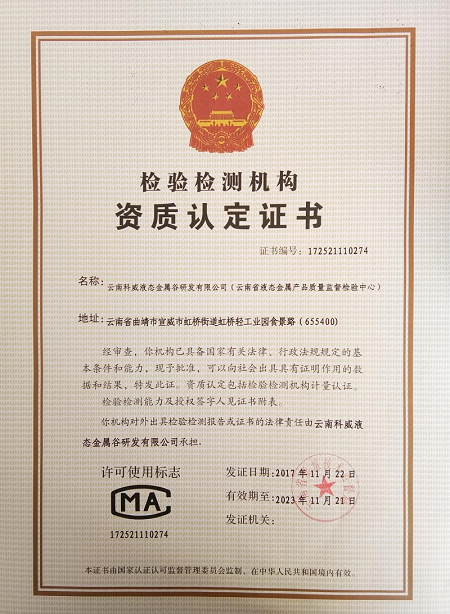 检验检测机构
资质认定证书
证书编号：172521110274
名称：云南科威液态金属谷研发有限公司（云南省液态金属产品质量监督检验中心）
地址：云南省曲靖市宣威市虹桥街道虹桥轻工业园食景路（655400）
经审查，你机构已具备国家有关法律、行政法规规定的基
本条件和能力，现予批准，可以向社会出具具有证明作用的数
据和结果，特发此证。资质认定包括检验检测机构计量认证。
检验检测能力及授权签字人见证书附表。
你机构对外出具检验检测报告或证书的法律责任由云南科威液
态金属谷研发有限公司承担。
许可使用标志
MA
172521110274
发证日期：2017年11月22日
有效期至：2023年11月21日
发证机关：
本证书由国家认证认可监督管理委员会监制，在中华人民共和国境内有效。